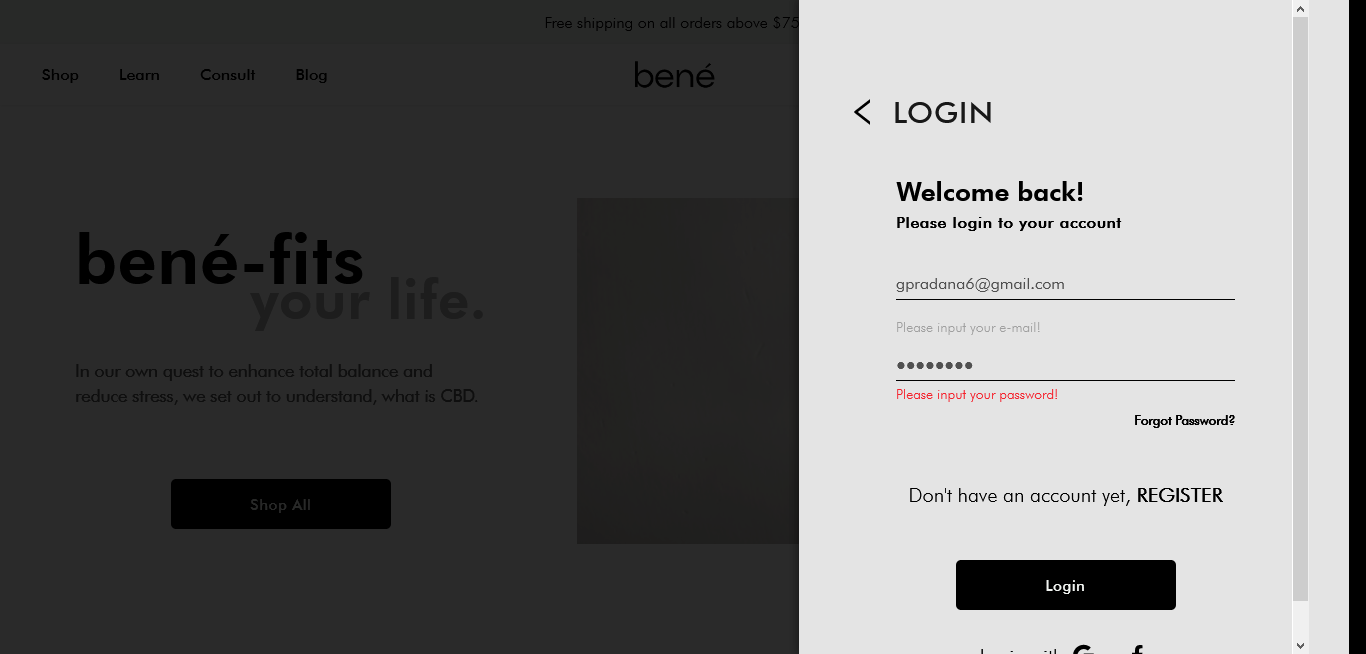 Free shipping on all orders above $75
Shop Learn Consult Blog
bené
bené-fits
your life.
In our own quest to enhance total balance and
reduce stress, we set out to understand, what is CBD.
Shop All
LOGIN
Welcome back!
Please login to your account
gpradana6@gmail.com
Please input your e-mail!
••••••••
Please input your password!
Forgot Password?
Don't have an account yet, REGISTER
Login